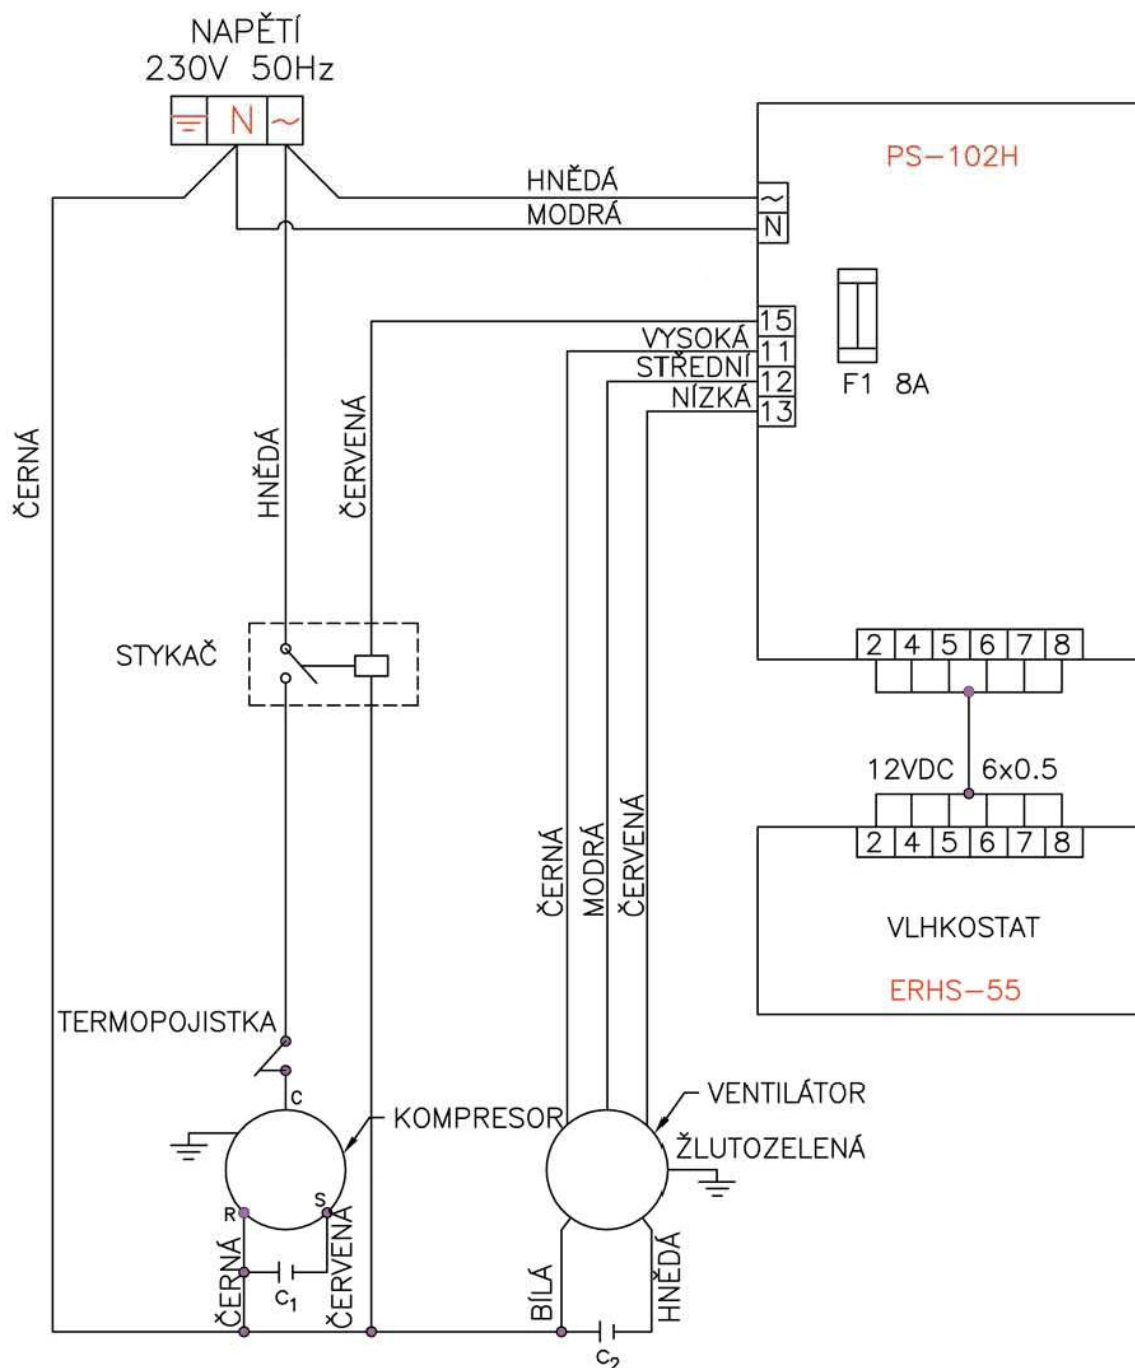 NAPĚTÍ
230V 50Hz
N ~
PS-102H
HNĚDÁ
~
MODRÁ
N
15
VYSOKÁ
11
STŘEDNÍ
12
NÍZKÁ
13
F1 8A
ČERNÁ
HNĚDÁ
ČERVENÁ
STYKAČ
2 4 5 6 7 8
12VDC 6x0.5
2 4 5 6 7 8
ČERNÁ
MODRÁ
ČERVENÁ
VLHKOSTAT
ERHS-55
TERMOPOJISTKA
C
KOMPRESOR
VENTILÁTOR
ŽLUTOZELENÁ
R
S
ČERNÁ
C1
ČERVENÁ
BÍLÁ
HNĚDÁ
C2